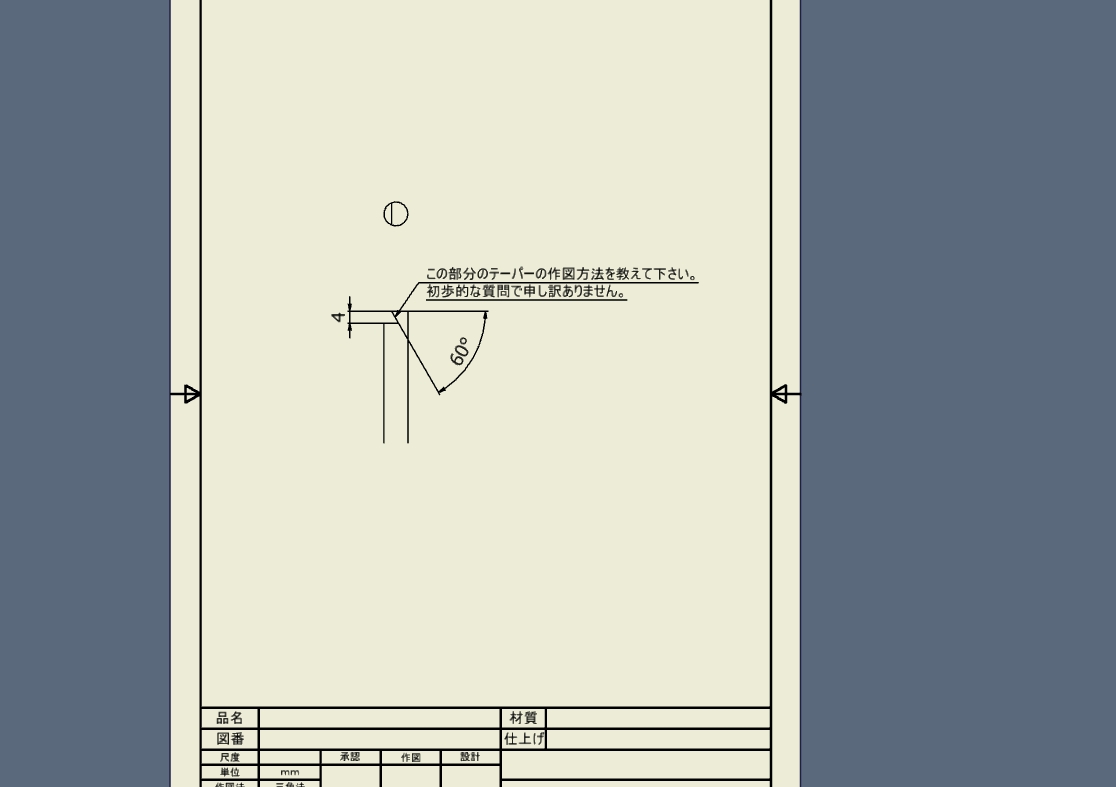 この部分のテーパーの作図方法を教えて下さい。
初歩的な質問で申し訳ありません。
4
60°
品名 材質
図番 仕上げ
尺度 承認 作図 設計
単位 mm
作図法 三角法